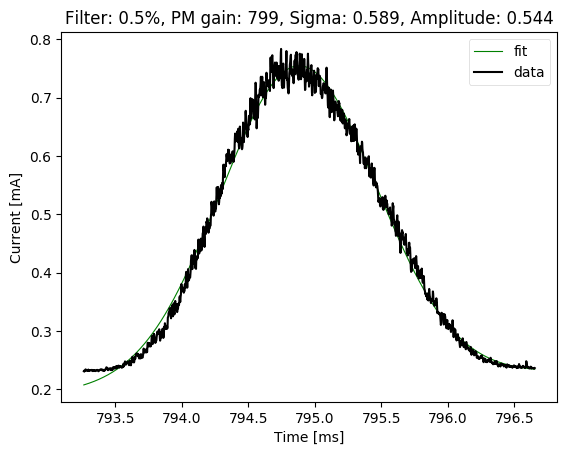 Filter: 0.5%, PM gain: 799, Sigma: 0.589, Amplitude: 0.544
fit
data
0.8
0.7
0.6
0.5
0.4
0.3
0.2
Current [mA]
793.5 794.0 794.5 795.0 795.5 796.0 796.5
Time [ms]